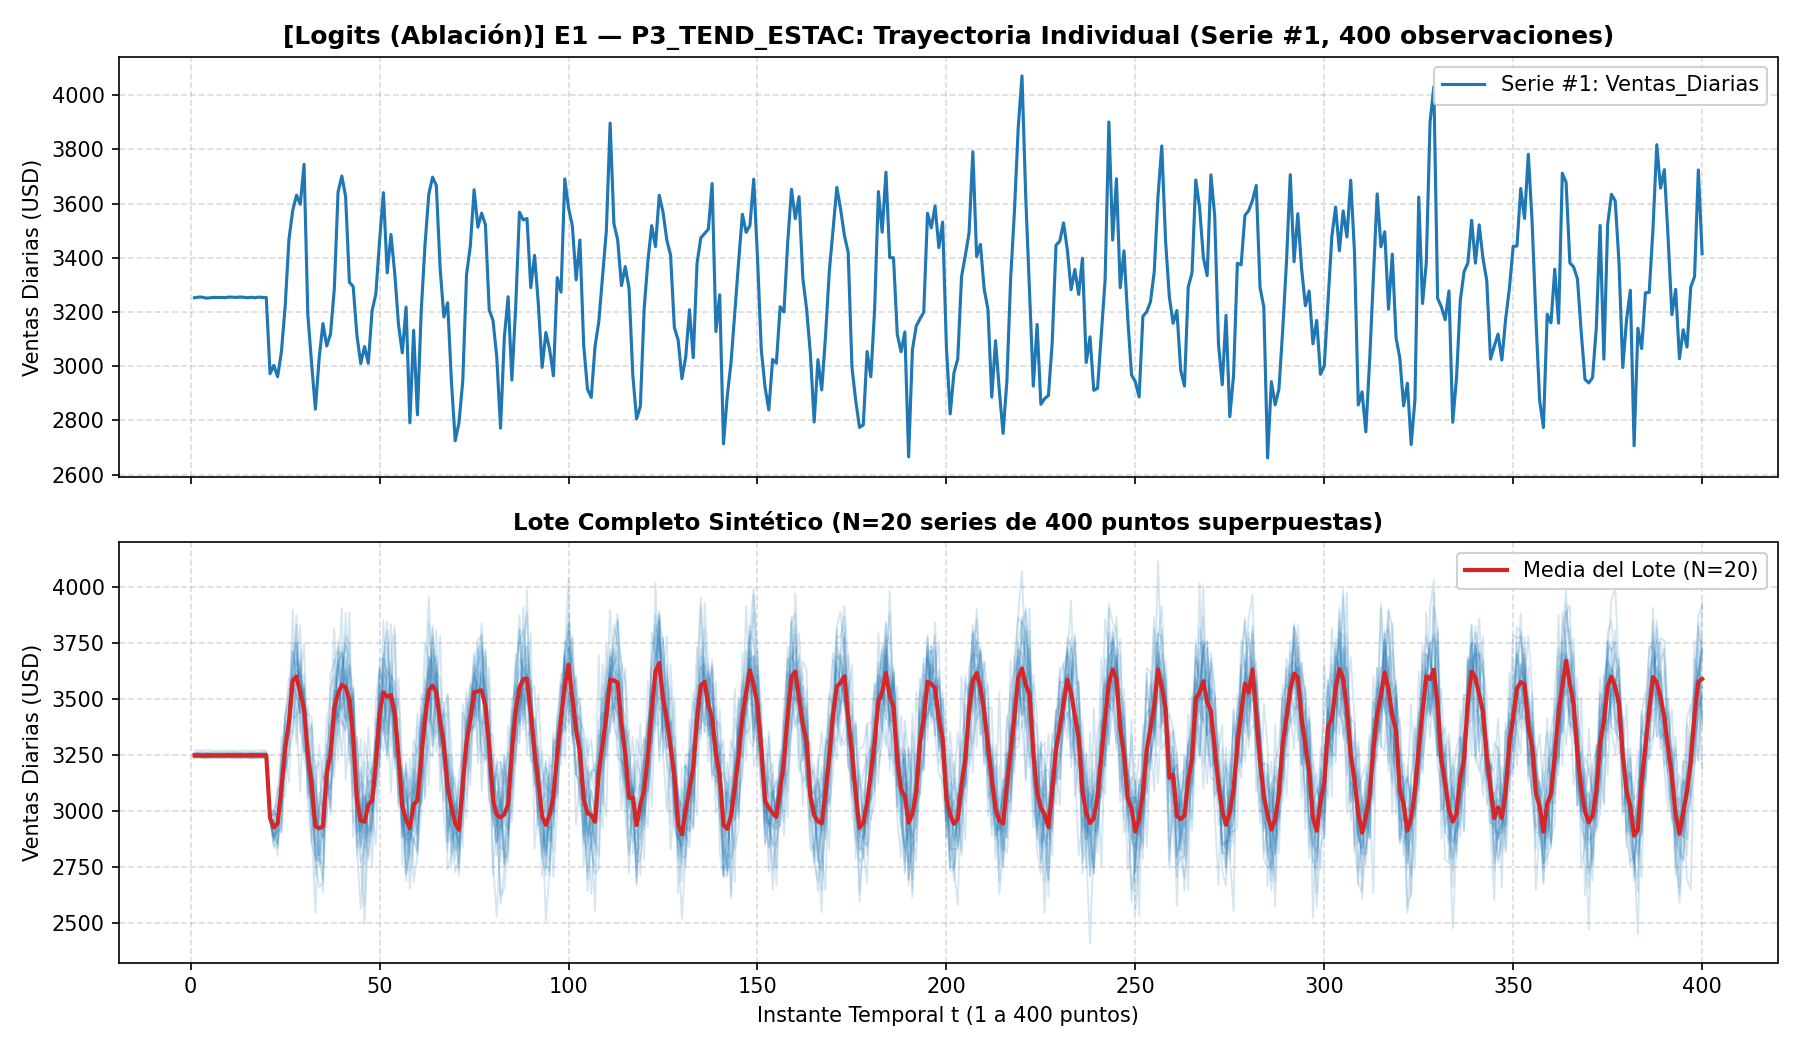 [Logits (Ablación)] E1 — P3_TEND_ESTAC: Trayectoria Individual (Serie #1, 400 observaciones)
Ventas Diarias (USD)
4000
3800
3600
3400
3200
3000
2800
2600
Serie #1: Ventas_Diarias
Lote Completo Sintético (N=20 series de 400 puntos superpuestas)
Ventas Diarias (USD)
4000
3750
3500
3250
3000
2750
2500
Media del Lote (N=20)
0 50 100 150 200 250 300 350 400
Instante Temporal t (1 a 400 puntos)